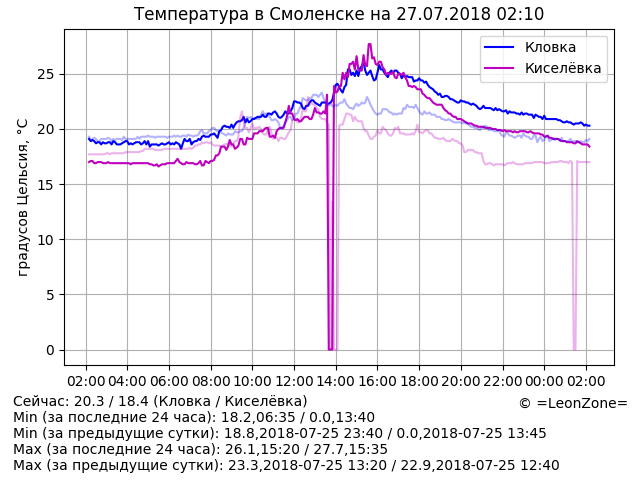 Температура в Смоленске на 27.07.2018 02:10
Кловка
Киселёвка
градусов Цельсия, °C
25
20
15
10
5
0
02:00 04:00 06:00 08:00 10:00 12:00 14:00 16:00 18:00 20:00 22:00 00:00 02:00
Сейчас: 20.3 / 18.4 (Кловка / Киселёвка)
© =LeonZone=
Min (за последние 24 часа): 18.2,06:35 / 0.0,13:40
Min (за предыдущие сутки): 18.8,2018-07-25 23:40 / 0.0,2018-07-25 13:45
Max (за последние 24 часа): 26.1,15:20 / 27.7,15:35
Max (за предыдущие сутки): 23.3,2018-07-25 13:20 / 22.9,2018-07-25 12:40